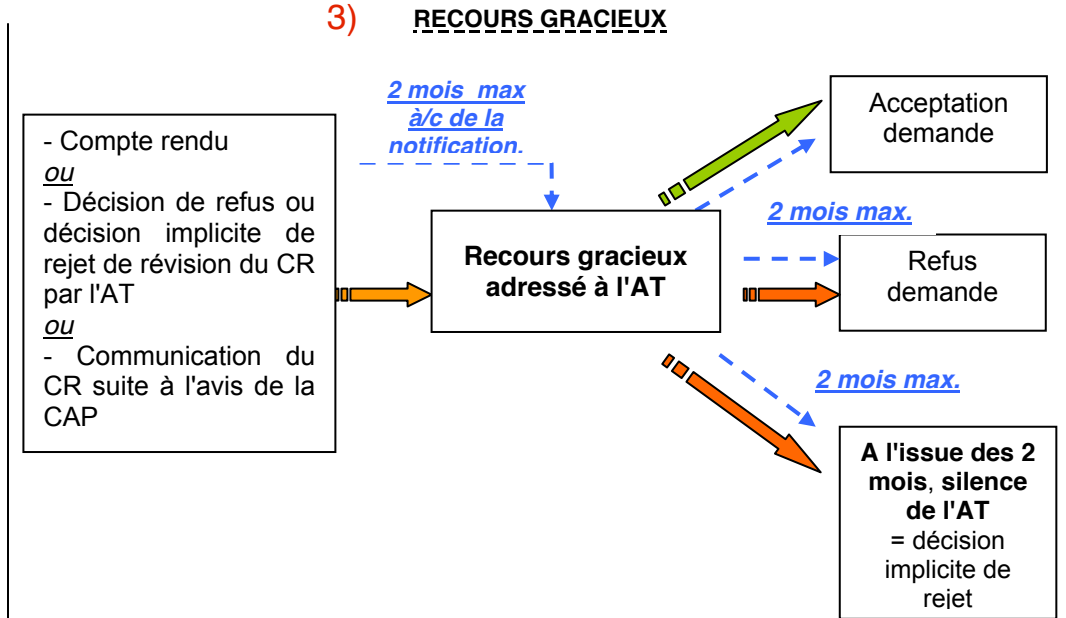 3) RECOURS GRACIEUX
2 mois max
à/c de la
notification.
- Compte rendu
ou
- Décision de refus ou
décision implicite de
rejet de révision du CR
par l'AT
ou
- Communication du
CR suite à l'avis de la
CAP
Recours gracieux
adressé à l'AT
Acceptation
demande
2 mois max.
Refus
demande
2 mois max.
A l'issue des 2
mois, silence
de l'AT
= décision
implicite de
rejet